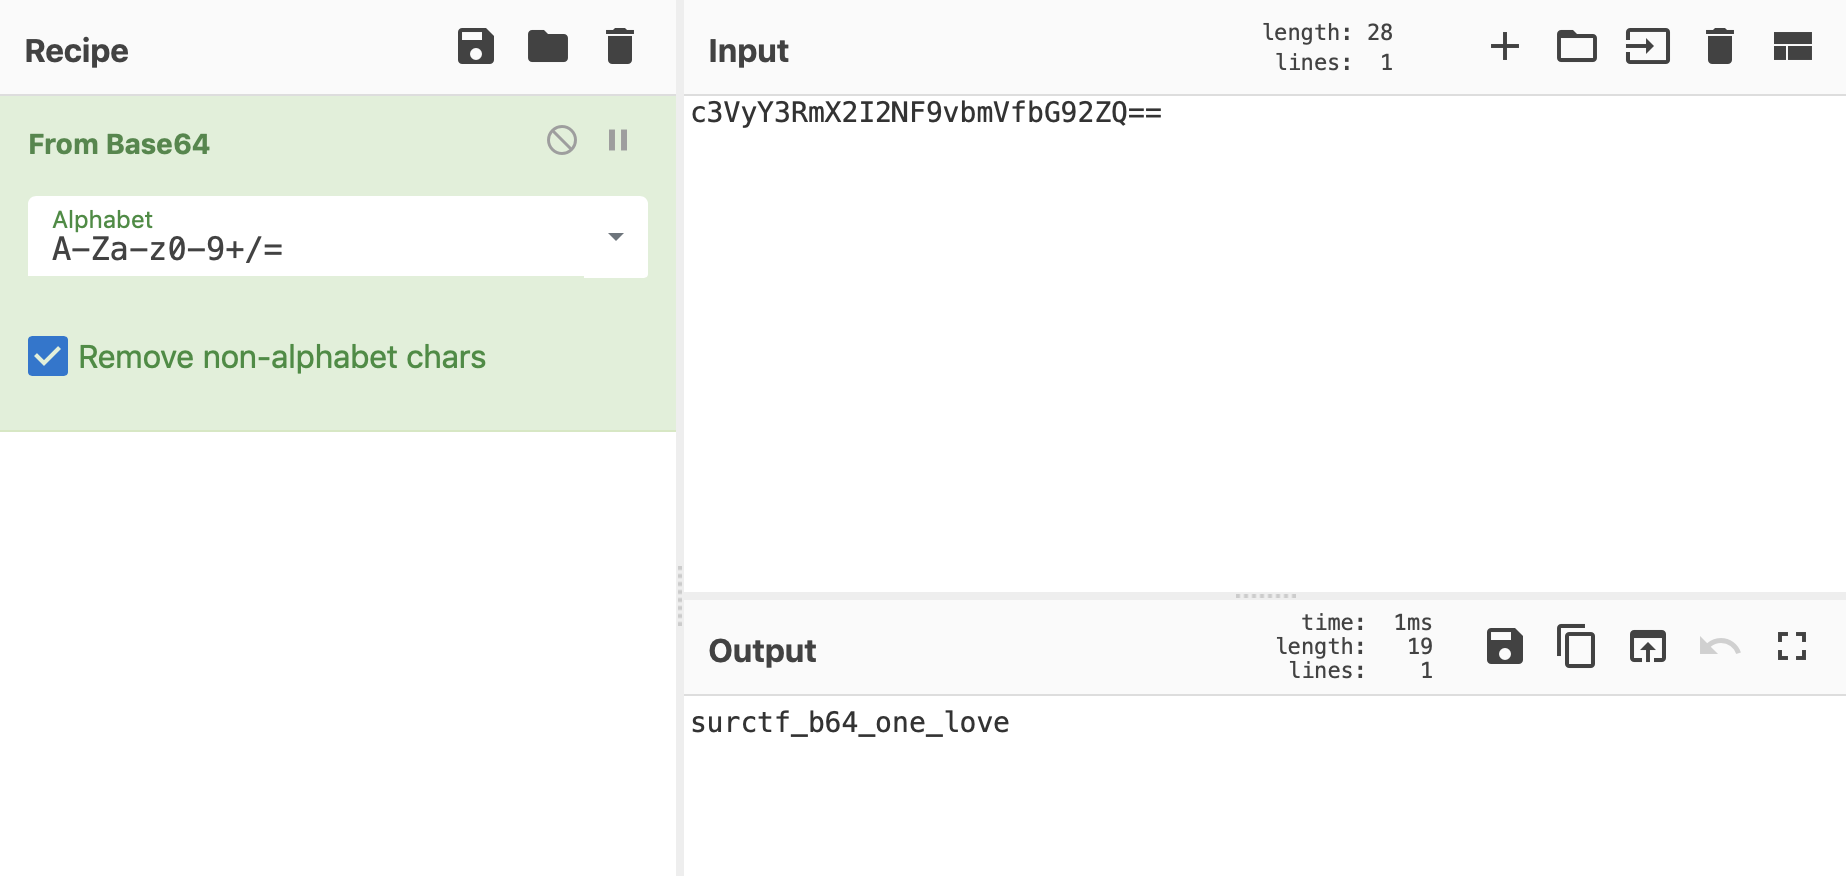 Recipe
From Base64
Alphabet
A-Za-z0-9+/=
Remove non-alphabet chars
Input
length: 28
lines: 1
c3VyY3RmX2I2NF9vbmVfbG92ZQ==
Output
time: 1ms
length: 19
lines: 1
surctf_b64_one_love